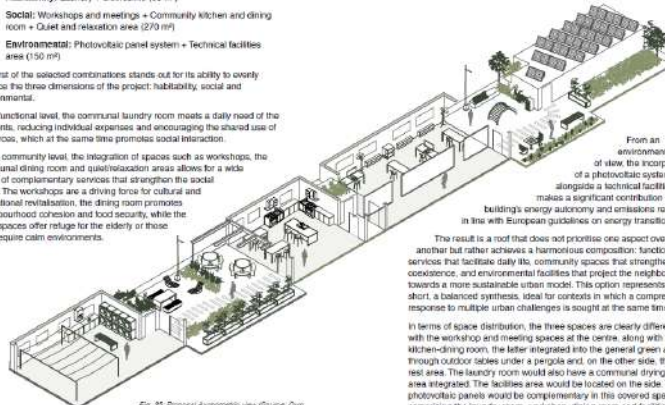 Social: Workshops and meetings + Community kitchen and dining
room + Quiet and relaxation area (270 m²)
Environmental: Photovoltaic panel system + Technical facilities
area (150 m²)
rst of the selected combinations stands out for its ability to evenly
ce the three dimensions of the project: habitability, social and
nmental.
functional level, the communal laundry room meets a daily need of the
nts, reducing individual expenses and encouraging the shared use of
rces, which at the same time promotes social interaction.
community level, the integration of spaces such as workshops, the
unal dining room and quiet/relaxation areas allows for a wide
of complementary services that strengthen the social
The workshops are a driving force for cultural and
tional revitalisation, the dining room promotes
bourhood cohesion and food security, while the
spaces offer refuge for the elderly or those
equire calm environments.
From an
environment
of view, the incorp
of a photovoltaic syste
alongside a technical facilit
makes a significant contribution
building's energy autonomy and emissions re
in line with European guidelines on energy transitio
The result is a roof that does not prioritise one aspect ove
another but rather achieves a harmonious composition: functio
services that facilitate daily life, community spaces that strengthe
coexistence, and environmental facilities that project the neighbo
towards a more sustainable urban model. This option represents
short, a balanced synthesis, ideal for contexts in which a compre
response to multiple urban challenges is sought at the same tim
In terms of space distribution, the three spaces are clearly differe
with the workshop and meeting spaces at the centre, along with
kitchen-dining room, the latter integrated into the general green a
through outdoor tables under a pergola and, on the other side, th
rest area. The laundry room would also have a communal drying
area integrated. The facilities area would be located on the side.
photovoltaic panels would be complementary in this covered sp